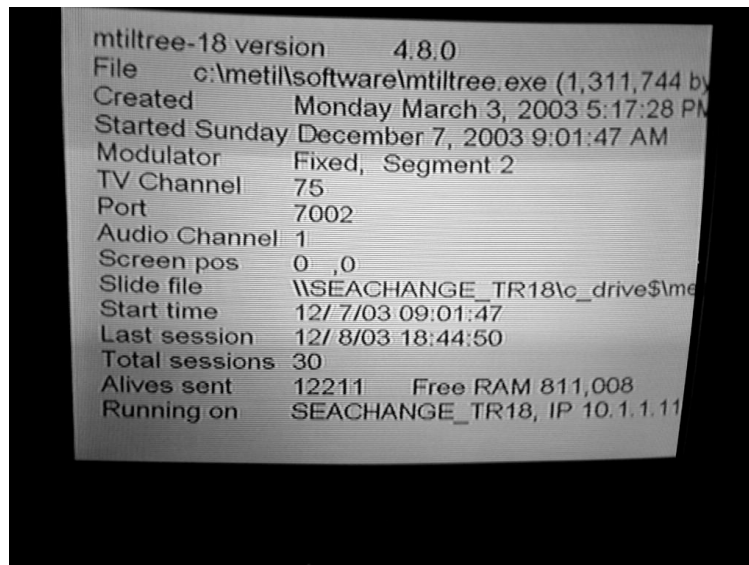 mtiltree-18 version 4.8.0
File c:\metil\software\mtiltree.exe (1,311,744 by
Created Monday March 3, 2003 5:17:28 PM
Started Sunday December 7, 2003 9:01:47 AM
Modulator Fixed, Segment 2
TV Channel 75
Port 7002
Audio Channel 1
Screen pos 0 ,0
Slide file \\SEACHANGE_TR18\c_drive$\me
Start time 12/ 7/03 09:01:47
Last session 12/ 8/03 18:44:50
Total sessions 30
Alives sent 12211 Free RAM 811,008
Running on SEACHANGE_TR18, IP 10.1.1.11